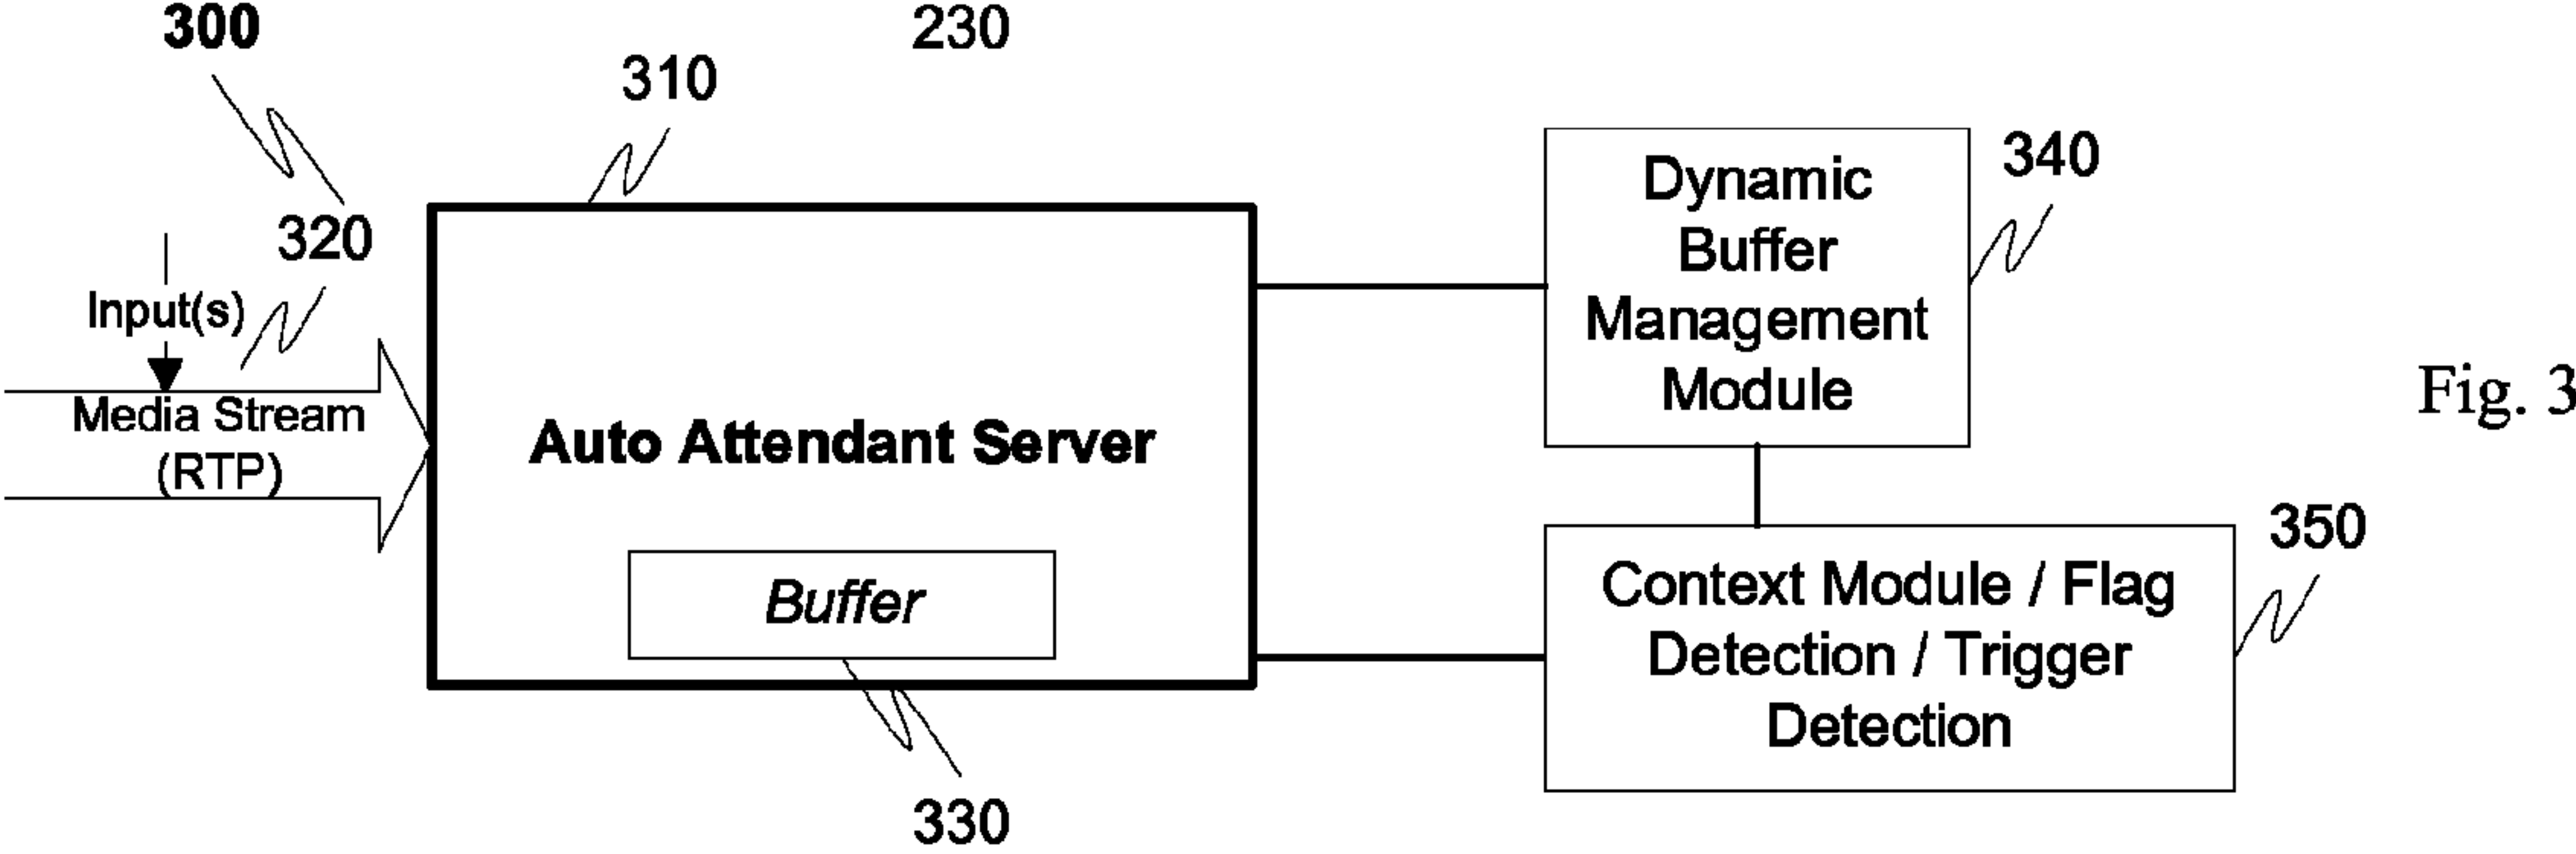 300
230
310
320
Input(s)
Media Stream
(RTP)
Auto Attendant Server
Buffer
330
Dynamic
Buffer
Management
Module
340
Context Module / Flag
Detection / Trigger
Detection
350
Fig. 3